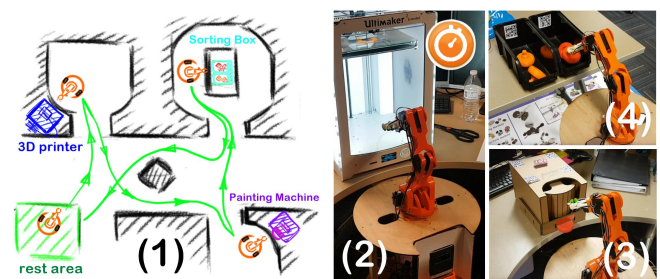 Sorting Box
3D printer
Painting Machine
rest area
(1)
Ultimaker
(2)
(4)
(3)